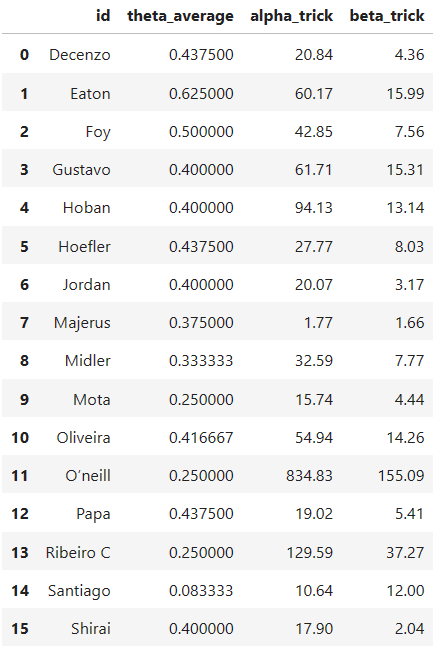 id theta_average alpha_trick beta_trick
0 Decenzo 0.437500 20.84 4.36
1 Eaton 0.625000 60.17 15.99
2 Foy 0.500000 42.85 7.56
3 Gustavo 0.400000 61.71 15.31
4 Hoban 0.400000 94.13 13.14
5 Hoefler 0.437500 27.77 8.03
6 Jordan 0.400000 20.07 3.17
7 Majerus 0.375000 1.77 1.66
8 Midler 0.333333 32.59 7.77
9 Mota 0.250000 15.74 4.44
10 Oliveira 0.416667 54.94 14.26
11 O´neill 0.250000 834.83 155.09
12 Papa 0.437500 19.02 5.41
13 Ribeiro C 0.250000 129.59 37.27
14 Santiago 0.083333 10.64 12.00
15 Shirai 0.400000 17.90 2.04